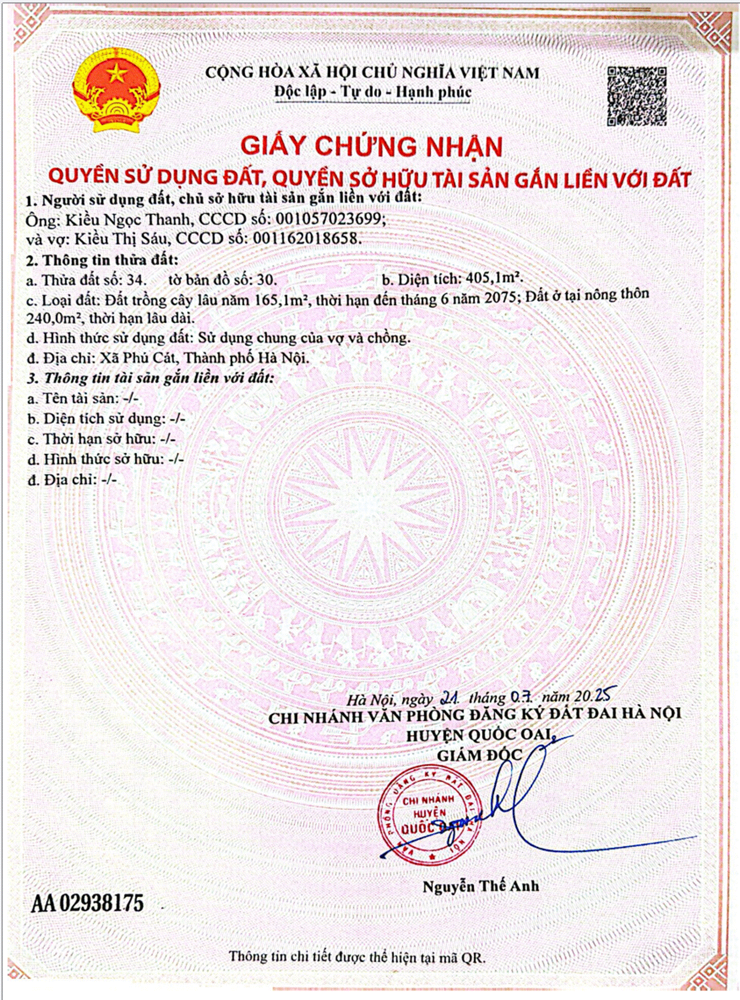 CỘNG HÒA XÃ HỘI CHỦ NGHĨA VIỆT NAM
Độc lập - Tự do - Hạnh phúc
GIẤY CHỨNG NHẬN
QUYỀN SỬ DỤNG ĐẤT, QUYỀN SỞ HỮU TÀI SẢN GẮN LIỀN VỚI ĐẤT
1. Người sử dụng đất, chủ sở hữu tài sản gắn liền với đất:
Ông: Kiều Ngọc Thanh, CCCD số: 001057023699;
và vợ: Kiều Thị Sáu, CCCD số: 001162018658.
2. Thông tin thửa đất:
a. Thửa đất số: 34. tờ bản đồ số: 30. b. Diện tích: 405,1m².
c. Loại đất: Đất trồng cây lâu năm 165,1m², thời hạn đến tháng 6 năm 2075; Đất ở tại nông thôn
240,0m², thời hạn lâu dài.
d. Hình thức sử dụng đất: Sử dụng chung của vợ và chồng.
đ. Địa chỉ: Xã Phú Cát, Thành phố Hà Nội.
3. Thông tin tài sản gắn liền với đất:
a. Tên tài sản: -/-
b. Diện tích sử dụng: -/-
c. Thời hạn sở hữu: -/-
d. Hình thức sở hữu: -/-
đ. Địa chỉ: -/-
Hà Nội, ngày 21. tháng 07. năm 2025
CHI NHÁNH VĂN PHÒNG ĐĂNG KÝ ĐẤT ĐAI HÀ NỘI
HUYỆN QUỐC OAI
GIÁM ĐỐC
VĂN PHÒNG ĐĂNG KÝ ĐẤT ĐAI HÀ NỘI
CHI NHÁNH
HUYỆN
QUỐC OAI
Nguyễn Thế Anh
AA 02938175
Thông tin chi tiết được thể hiện tại mã QR.